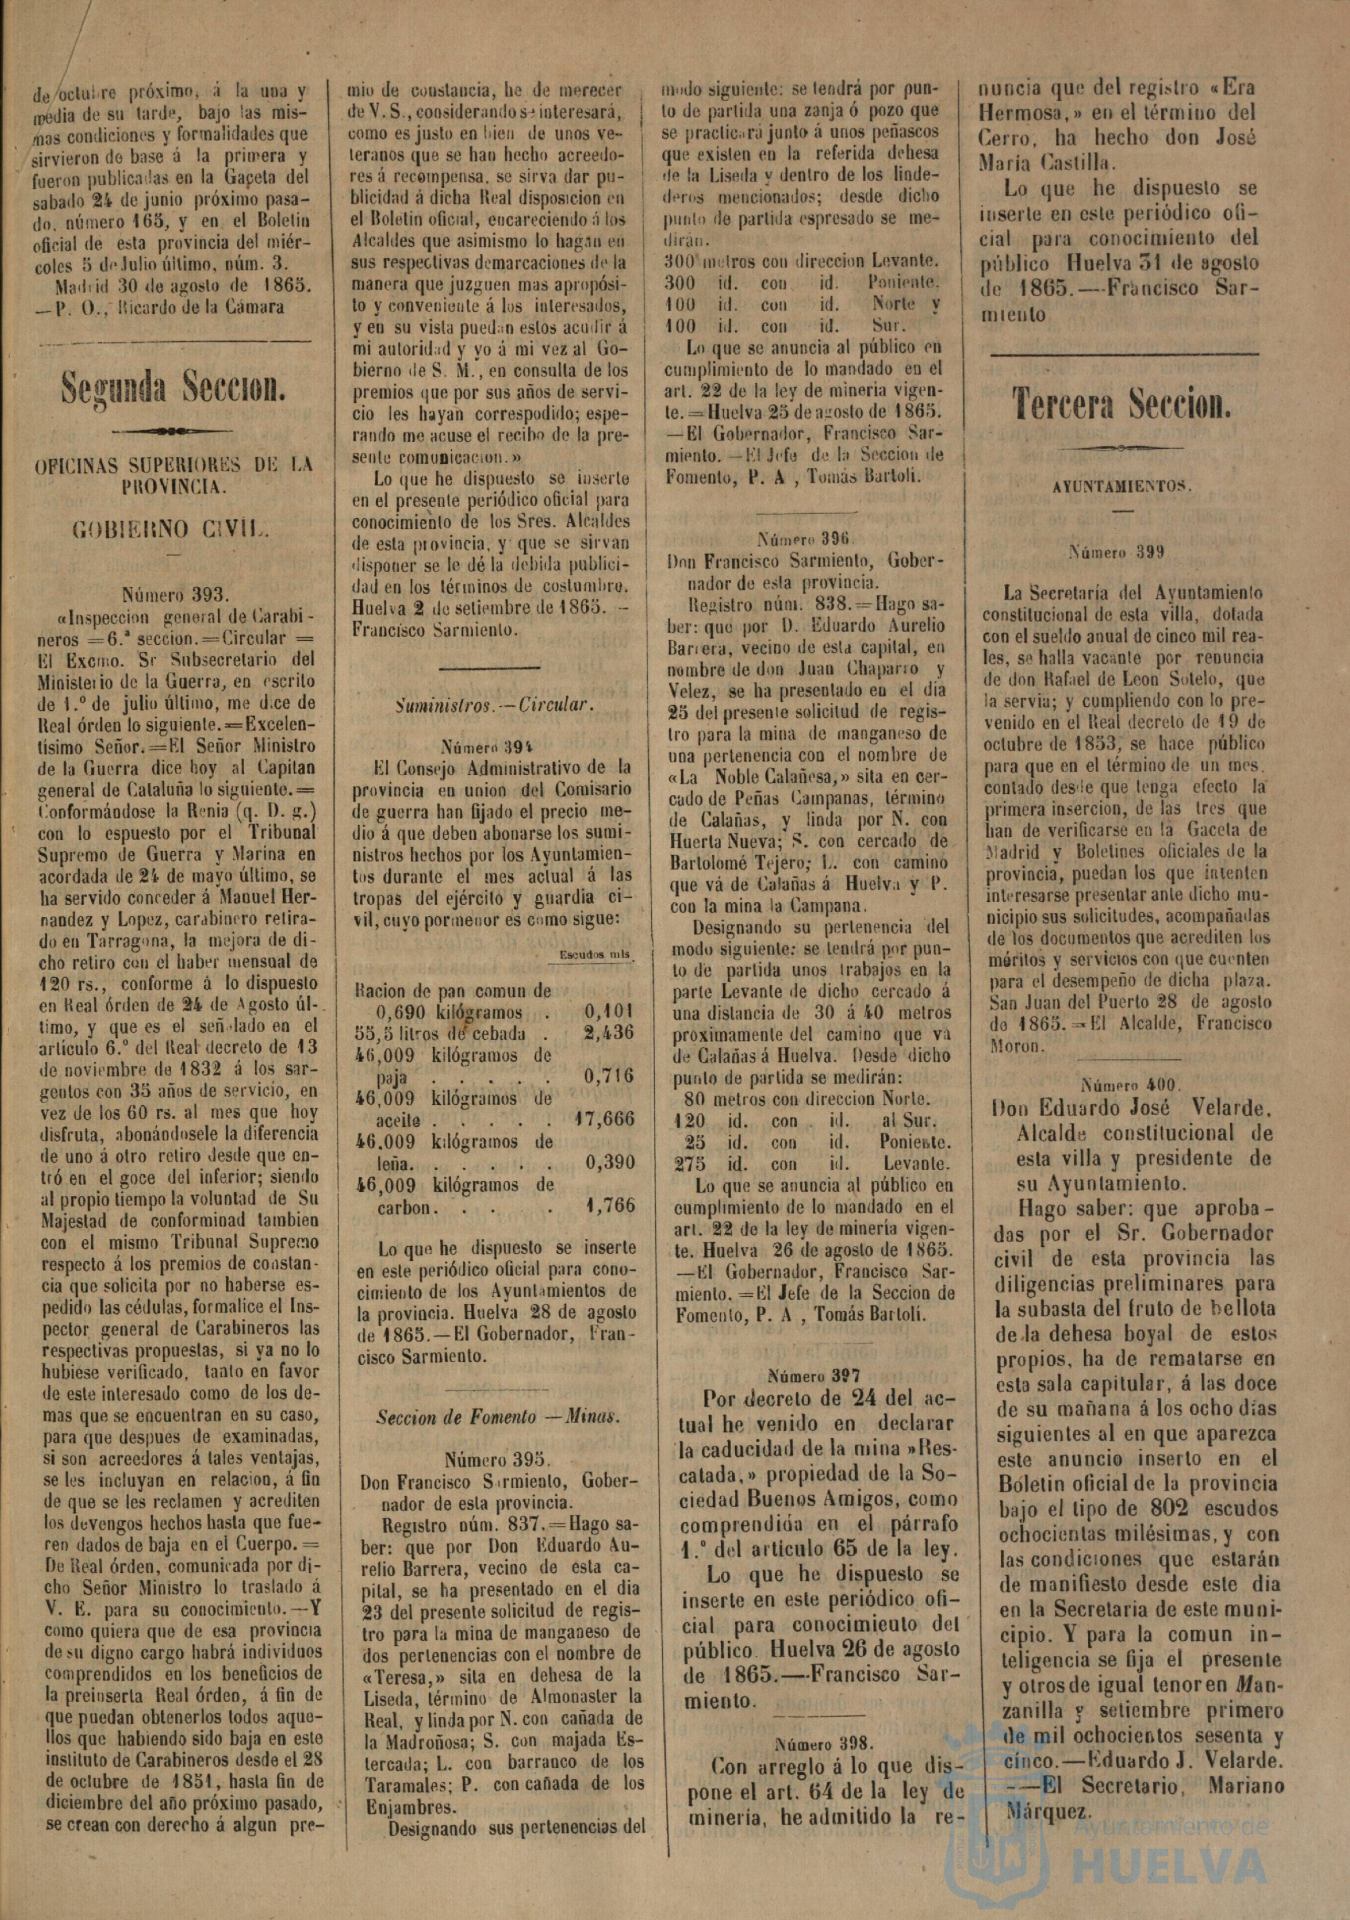 de octubre próximo, á la una y
media de su tarde, bajo las mis-
mas condiciones y formalidades que
sirvieron de base á la primera y
fueron publicadas en la Gaceta del
sabado 24 de junio próximo pasa-
do, número 165, y en el Boletin
oficial de esta provincia del miér-
coles 5 de Julio último, núm. 3.
Madrid 30 de agosto de 1865.
—P. O., Ricardo de la Cámara
Segunda Seccion.
OFICINAS SUPERIORES DE LA
PROVINCIA.
GOBIERNO CIVIL.
Número 393.
«Inspeccion general de Carabi-
neros =6.ª seccion.=Circular =
El Excmo. Sr Subsecretario del
Ministerio de la Guerra, en escrito
de 1.º de julio último, me dice de
Real órden lo siguiente.=Excelen-
tísimo Señor.=El Señor Ministro
de la Guerra dice hoy al Capitan
general de Cataluña lo siguiente.=
Conformándose la Renia (q. D. g.)
con lo espuesto por el Tribunal
Supremo de Guerra y Marina en
acordada de 24 de mayo último, se
ha servido conceder á Manuel Her-
nandez y Lopez, carabinero retira-
do en Tarragona, la mejora de di-
cho retiro con el haber mensual de
120 rs., conforme á lo dispuesto
en Real órden de 24 de Agosto úl-
timo, y que es el señalado en el
artículo 6.º del Real decreto de 13
de noviembre de 1832 á los sar-
gentos con 35 años de servicio, en
vez de los 60 rs. al mes que hoy
disfruta, abonándosele la diferencia
de uno á otro retiro desde que en-
tró en el goce del inferior; siendo
al propio tiempo la voluntad de Su
Majestad de conforminad tambien
con el mismo Tribunal Supremo
respecto á los premios de constan-
cia que solicita por no haberse es-
pedido las cédulas, formalice el Ins-
pector general de Carabineros las
respectivas propuestas, si ya no lo
hubiese verificado, tanto en favor
de este interesado como de los de-
mas que se encuentran en su caso,
para que despues de examinadas,
si son acreedores á tales ventajas,
se les incluyan en relacion, á fin
de que se les reclamen y acrediten
los devengos hechos hasta que fue-
ren dados de baja en el Cuerpo.=
De Real órden, comunicada por di-
cho Señor Ministro lo traslado á
V. E. para su conocimiento.—Y
como quiera que de esa provincia
de su digno cargo habrá individuos
comprendidos en los beneficios de
la preinserta Real órden, á fin de
que puedan obtenerlos todos aque-
llos que habiendo sido baja en este
instituto de Carabineros desde el 28
de octubre de 1851, hasta fin de
diciembre del año próximo pasado,
se crean con derecho á algun pre-
mio de constancia, he de merecer
de V. S., considerando se interesará,
como es justo en bien de unos ve-
teranos que se han hecho acreedo-
res á recompensa, se sirva dar pu-
blicidad á dicha Real disposicion en
el Boletin oficial, encareciendo á los
Alcaldes que asimismo lo hagan en
sus respectivas demarcaciones de la
manera que juzguen mas apropósi-
to y conveniente á los interesados,
y en su vista puedan estos acudir á
mi autoridad y yo á mi vez al Go-
bierno de S. M., en consulta de los
premios que por sus años de servi-
cio les hayan correspodido; espe-
rando me acuse el recibo de la pre-
sente comunicacion.»
Lo que he dispuesto se inserte
en el presente periódico oficial para
conocimiento de los Sres. Alcaldes
de esta provincia, y que se sirvan
disponer se le dé la debida publici-
dad en los términos de costumbre.
Huelva 2 de setiembre de 1865. —
Francisco Sarmiento.
Suministros.—Circular.
Número 394
El Consejo Administrativo de la
provincia en union del Comisario
de guerra han fijado el precio me-
dio á que deben abonarse los sumi-
nistros hechos por los Ayuntamien-
tos durante el mes actual á las
tropas del ejército y guardia ci-
vil, cuyo pormenor es como sigue:
Escudos mls.
Racion de pan comun de
0,690 kilógramos . 0,101
55,5 litros de cebada . 2,436
46,009 kilógramos de
paja . . . . . 0,716
46,009 kilógramos de
aceite . . . . . 17,666
46.009 kilógramos de
leña. . . . . . 0,390
46,009 kilógramos de
carbon. . . . 1,766
Lo que he dispuesto se inserte
en este periódico oficial para cono-
cimiento de los Ayuntamientos de
la provincia. Huelva 28 de agosto
de 1865.—El Gobernador, Fran-
cisco Sarmiento.
Seccion de Fomento —Minas.
Número 395.
Don Francisco Sarmiento, Gober-
nador de esta provincia.
Registro núm. 837.=Hago sa-
ber: que por Don Eduardo Au-
relio Barrera, vecino de esta ca-
pital, se ha presentado en el dia
23 del presente solicitud de regis-
tro para la mina de manganeso de
dos pertenencias con el nombre de
«Teresa,» sita en dehesa de la
Liseda, término de Almonaster la
Real, y linda por N. con cañada de
la Madroñosa; S. con majada Es-
tercada; L. con barranco de los
Taramales; P. con cañada de los
Enjambres.
Designando sus pertenencias del
modo siguiente: se tendrá por pun-
to de partida una zanja ó pozo que
se practicará junto á unos peñascos
que existen en la referida dehesa
de la Liseda y dentro de los linde-
deros mencionados; desde dicho
punto de partida espresado se me-
dirán.
300 metros con direccion Levante.
300 id. con id. Poniente.
100 id. con id. Norte y
100 id. con id. Sur.
Lo que se anuncia al público en
cumplimiento de lo mandado en el
art. 22 de la ley de mineria vigen-
te.=Huelva 25 de agosto de 1865.
—El Gobernador, Francisco Sar-
miento. —El Jefe de la Seccion de
Fomento, P. A , Tomás Bartoli.
Número 396
Don Francisco Sarmiento, Gober-
nador de esta provincia.
Registro núm. 838.=Hago sa-
ber: que por D. Eduardo Aurelio
Barrera, vecino de esta capital, en
nombre de don Juan Chaparro y
Velez, se ha presentado en el dia
25 del presente solicitud de regis-
tro para la mina de manganeso de
una pertenencia con el nombre de
«La Noble Calañesa,» sita en cer-
cado de Peñas Campanas, término
de Calañas, y linda por N. con
Huerta Nueva; S. con cercado de
Bartolomé Tejero; L. con camino
que vá de Calañas á Huelva y P.
con la mina la Campana.
Designando su pertenencia del
modo siguiente: se tendrá por pun-
to de partida unos trabajos en la
parte Levante de dicho cercado á
una distancia de 30 á 40 metros
proximamente del camino que va
de Calañas á Huelva. Desde dicho
punto de partida se medirán:
80 metros con direccion Norte.
120 id. con . id. al Sur.
25 id. con id. Poniente.
275 id. con id. Levante.
Lo que se anuncia al público en
cumplimiento de lo mandado en el
art. 22 de la ley de minería vigen-
te. Huelva 26 de agosto de 1865.
—El Gobernador, Francisco Sar-
miento. =El Jefe de la Seccion de
Fomento, P. A , Tomás Bartolí.
Número 397
Por decreto de 24 del ac-
tual he venido en declarar
la caducidad de la mina »Res-
catada,» propiedad de la So-
ciedad Buenos Amigos, como
comprendida en el párrafo
1.º del articulo 65 de la ley.
Lo que he dispuesto se
inserte en este periódico ofi-
cial para conocimiento del
público. Huelva 26 de agosto
de 1865.—Francisco Sar-
miento.
Número 398.
Con arreglo á lo que dis-
pone el art. 64 de la ley de
minería, he admitido la re-
nuncia que del registro «Era
Hermosa,» en el término del
Cerro, ha hecho don José
María Castilla.
Lo que he dispuesto se
inserte en este periódico ofi-
cial para conocimiento del
público Huelva 31 de agosto
de 1865.—Francisco Sar-
miento
Tercera Seccion.
AYUNTAMIENTOS.
Número 399
La Secretaría del Ayuntamiento
constitucional de esta villa, dotada
con el sueldo anual de cinco mil rea-
les, se halla vacante por renuncia
de don Rafael de Leon Sotelo, que
la servia; y cumpliendo con lo pre-
venido en el Real decreto de 19 de
octubre de 1853, se hace público
para que en el término de un mes.
contado desde que tenga efecto la
primera insercion, de las tres que
han de verificarse en la Gaceta de
Madrid y Boletines oficiales de la
provincia, puedan los que intenten
interesarse presentar ante dicho mu-
nicipio sus solicitudes, acompañadas
de los documentos que acrediten los
méritos y servicios con que cuenten
para el desempeño de dicha plaza.
San Juan del Puerto 28 de agosto
de 1865.=El Alcalde, Francisco
Moron.
Número 400.
Don Eduardo José Velarde,
Alcalde constitucional de
esta villa y presidente de
su Ayuntamiento.
Hago saber: que aproba-
das por el Sr. Gobernador
civil de esta provincia las
diligencias preliminares para
la subasta del fruto de bellota
de la dehesa boyal de estos
propios, ha de rematarse en
esta sala capitular, á las doce
de su mañana á los ocho días
siguientes al en que aparezca
este anuncio inserto en el
Bóletin oficial de la provincia
bajo el tipo de 802 escudos
ochocientas milésimas, y con
las condiciones que estarán
de manifiesto desde este dia
en la Secretaria de este muni-
cipio. Y para la comun in-
teligencia se fija el presente
y otros de igual tenor en Man-
zanilla y setiembre primero
de mil ochocientos sesenta y
cinco.—Eduardo J. Velarde.
—El Secretario, Mariano
Márquez.
Ayuntamiento de
HUELVA